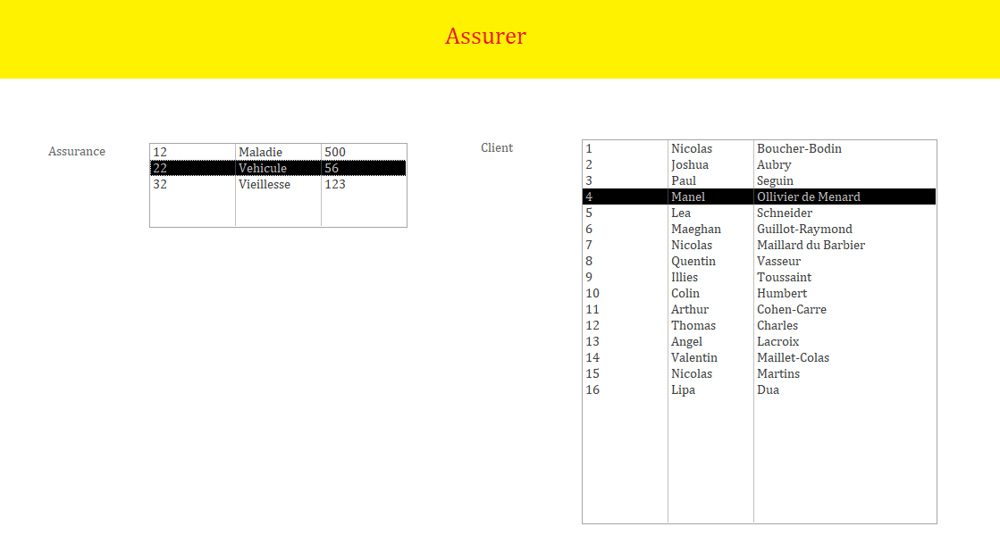 Assurer
Assurance
12 Maladie 500
22 Vehicule 56
32 Vieillesse 123
Client
1 Nicolas Boucher-Bodin
2 Joshua Aubry
3 Paul Seguin
4 Manel Ollivier de Menard
5 Lea Schneider
6 Maeghan Guillot-Raymond
7 Nicolas Maillard du Barbier
8 Quentin Vasseur
9 Illies Toussaint
10 Colin Humbert
11 Arthur Cohen-Carre
12 Thomas Charles
13 Angel Lacroix
14 Valentin Maillet-Colas
15 Nicolas Martins
16 Lipa Dua